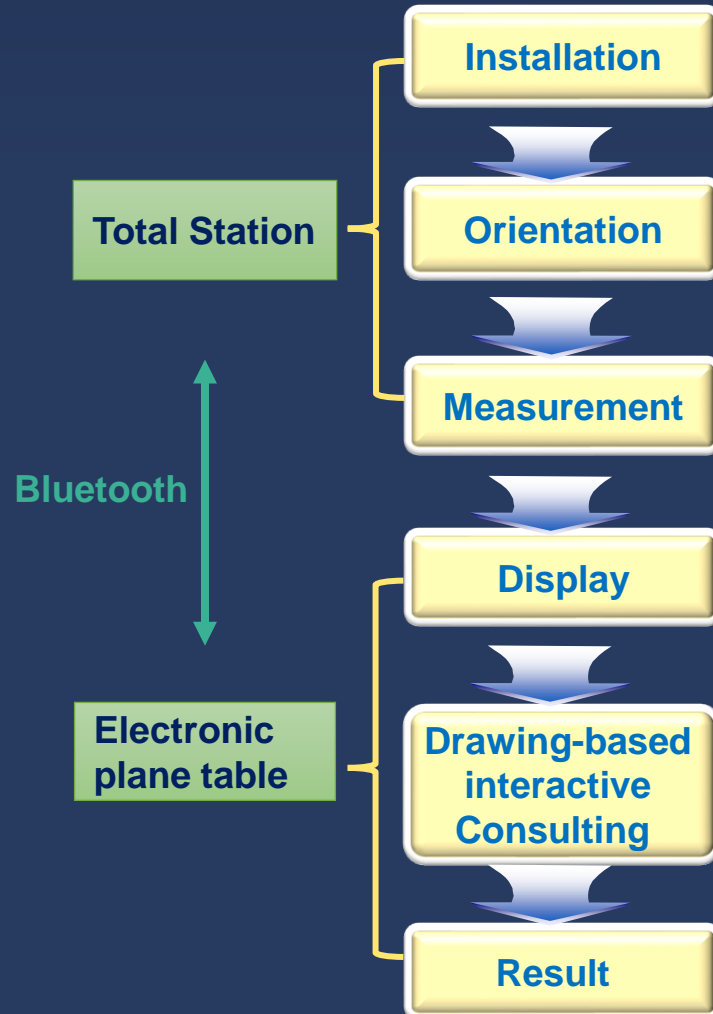 Installation
Total Station
Orientation
Measurement
Bluetooth
Display
Electronic
plane table
Drawing-based
interactive
Consulting
Result